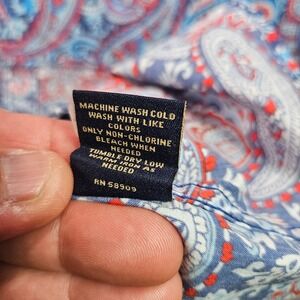 MACHINE WASH COLD
WASH WITH LIKE
COLORS
ONLY NON-CHLORINE
BLEACH WHEN
NEEDED
TUMBLE DRY LOW
WARM IRON AS
NEEDED
RN 58909